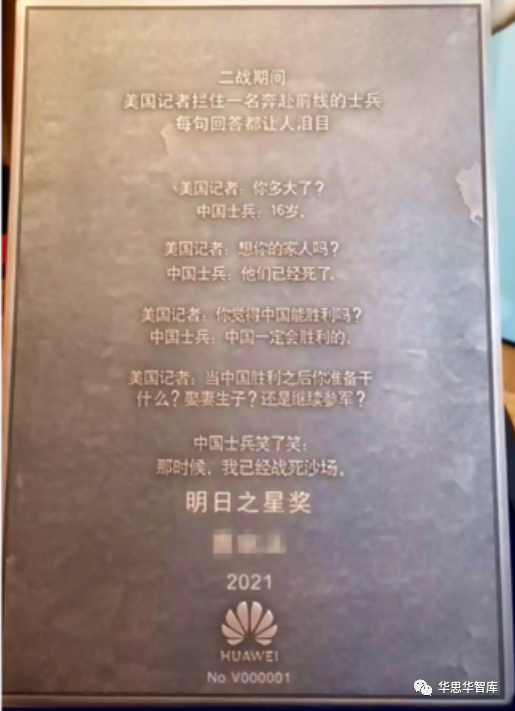 二战期间
美国记者拦住一名奔赴前线的士兵
每句回答都让人泪目
美国记者：你多大了？
中国士兵：16岁。
美国记者：想你的家人吗？
中国士兵：他们已经死了。
美国记者：你觉得中国能胜利吗？
中国士兵：中国一定会胜利的。
美国记者：当中国胜利之后你准备干
什么？娶妻生子？还是继续参军？
中国士兵笑了笑：
那时候、我已经战死沙场。
明日之星奖
2021
HUAWEI
No.V000001
华思华智库